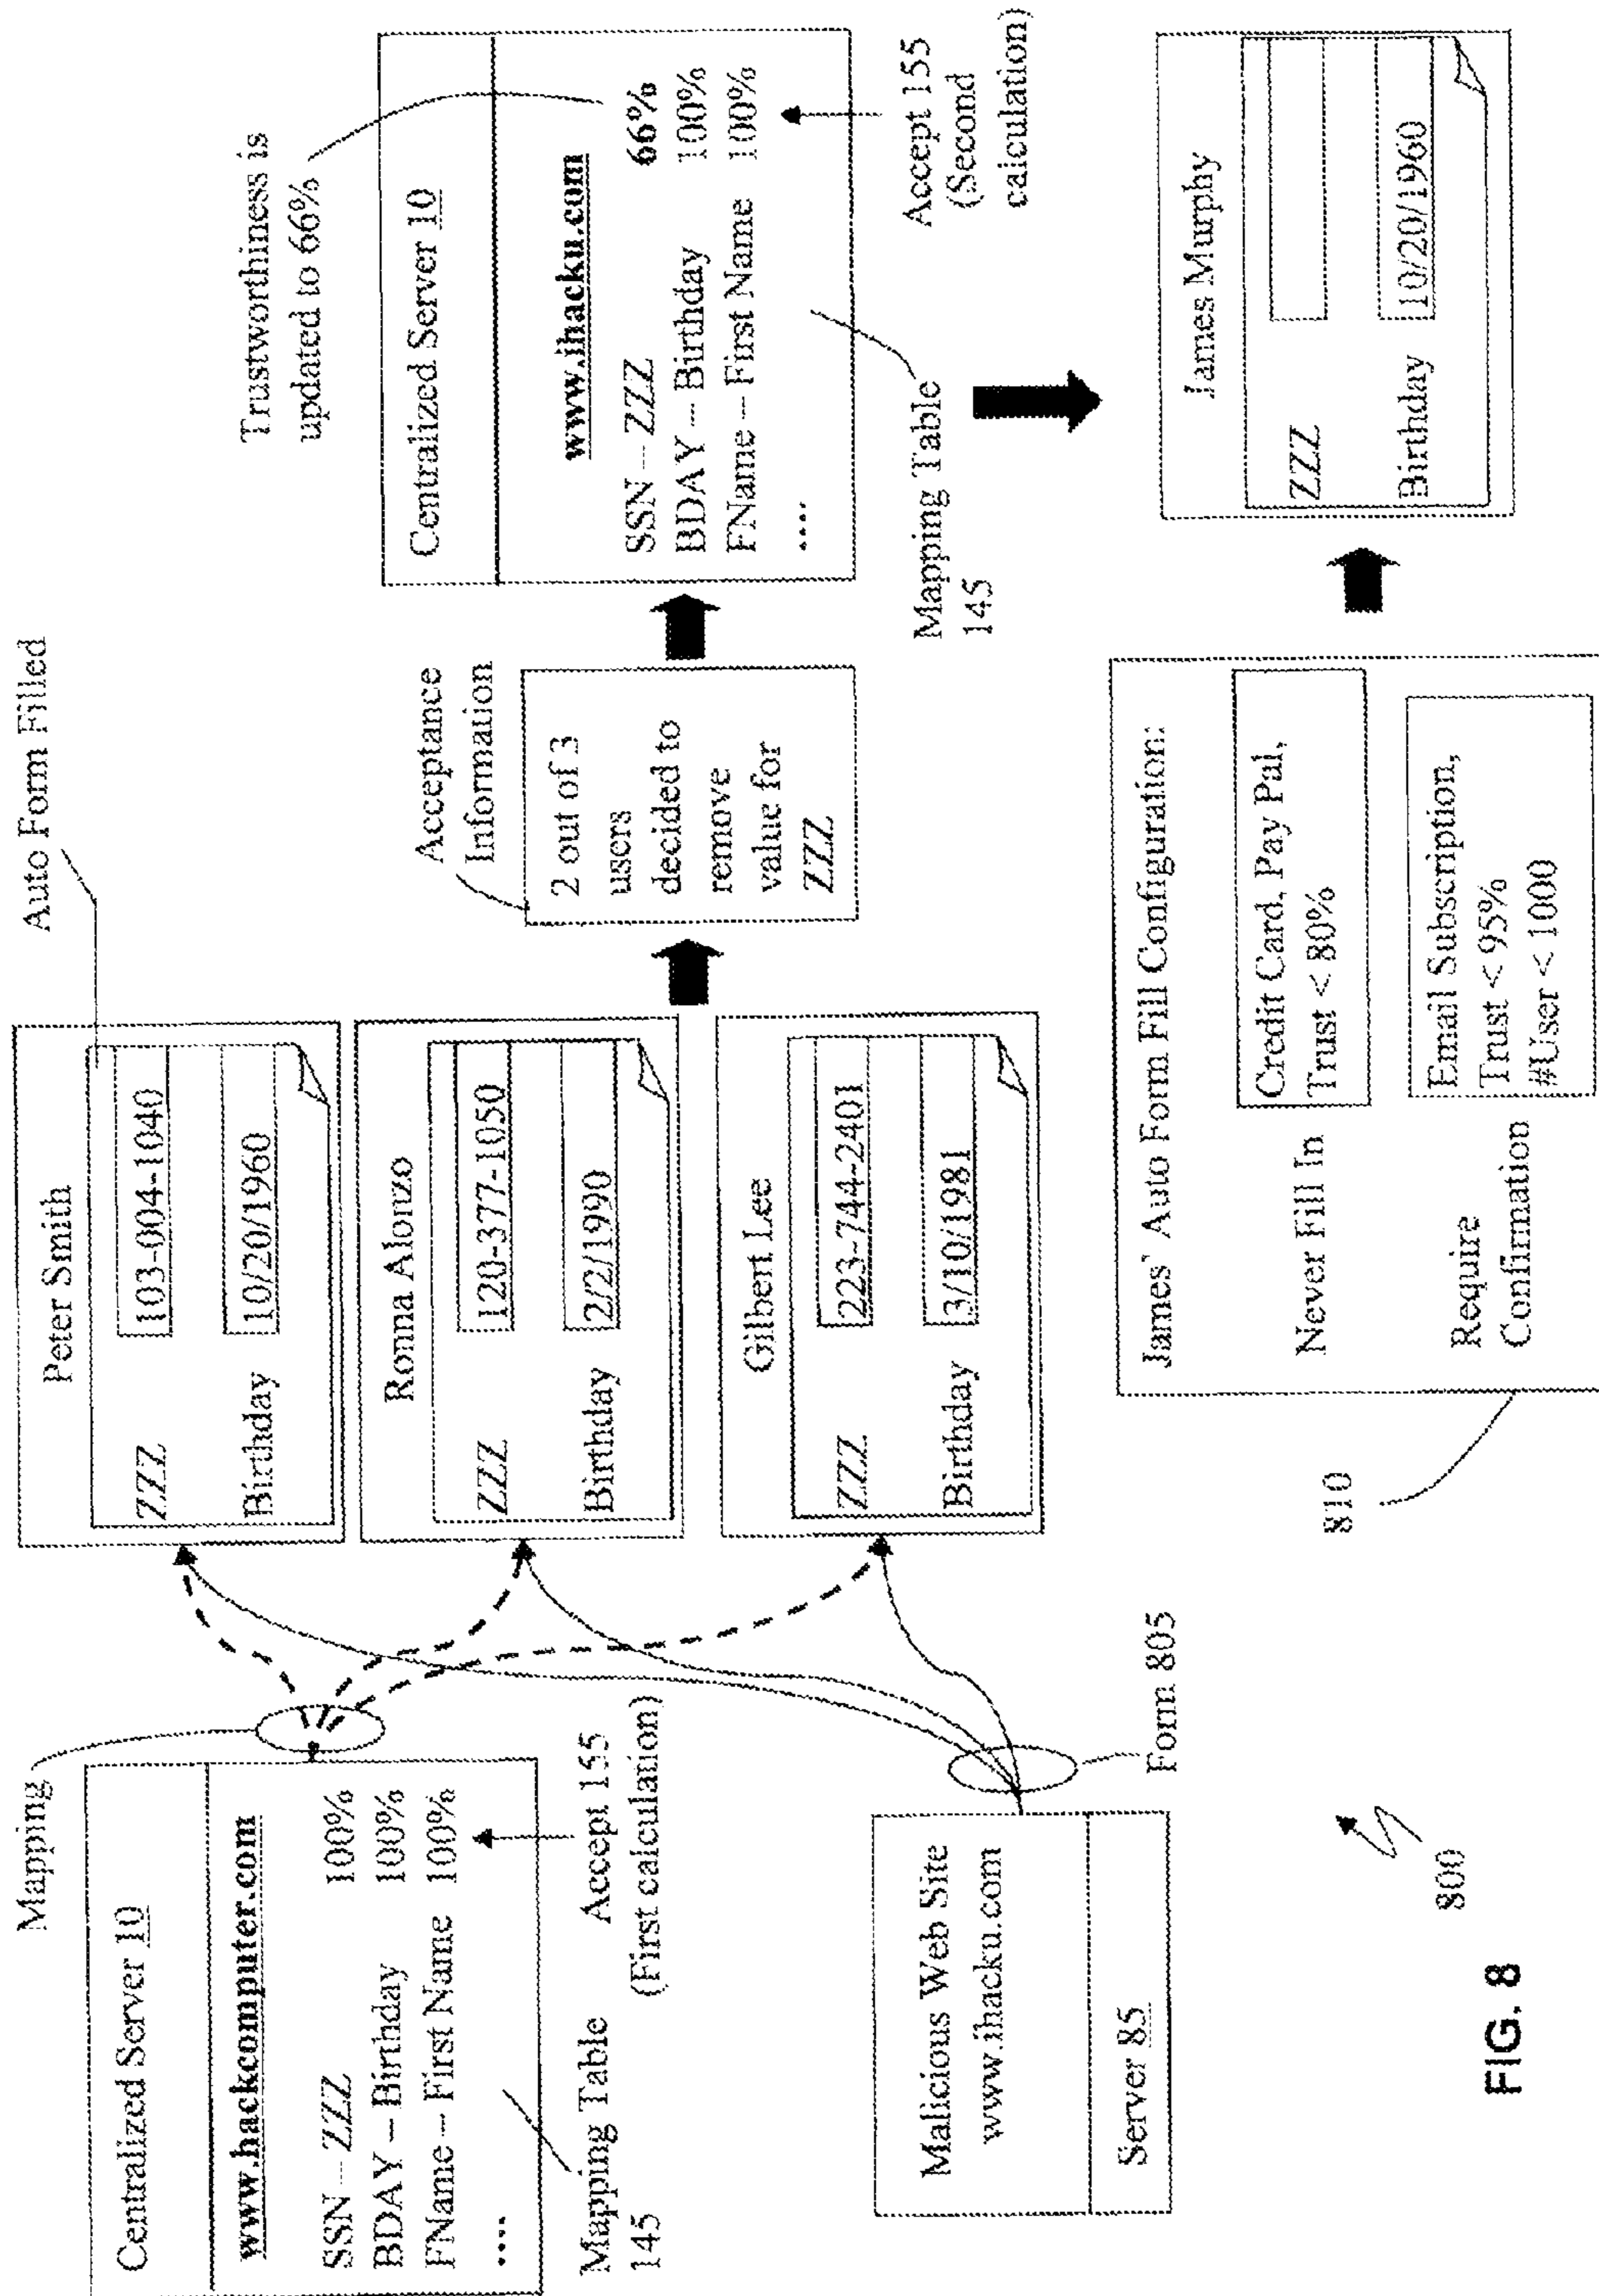 Mapping
Centralized Server 10
www.hackcomputer.com
SSN – ZZZ 100%
BDAY – Birthday 100%
FName – First Name 100%
....
Mapping Table
145
Accept 155
(First calculation)
Malicious Web Site
www.ihacku.com
Server 85
Form 805
Auto Form Filled
Peter Smith
ZZZ 103-004-1040
Birthday 10/20/1960
Ronna Alonzo
ZZZ 120-377-1050
Birthday 2/2/1990
Gilbert Lee
ZZZ 223-744-2401
Birthday 3/10/1981
Acceptance
Information
2 out of 3
users
decided to
remove
value for
ZZZ
Trustworthiness is
updated to 66%
Centralized Server 10
www.ihacku.com
SSN – ZZZ 66%
BDAY – Birthday 100%
FName – First Name 100%
....
Mapping Table
145
Accept 155
(Second
calculation)
James' Auto Form Fill Configuration:
Never Fill In
Credit Card, Pay Pal,
Trust < 80%
Require
Confirmation
Email Subscription,
Trust < 95%
#User < 1000
810
James Murphy
ZZZ
Birthday 10/20/1960
800
FIG. 8